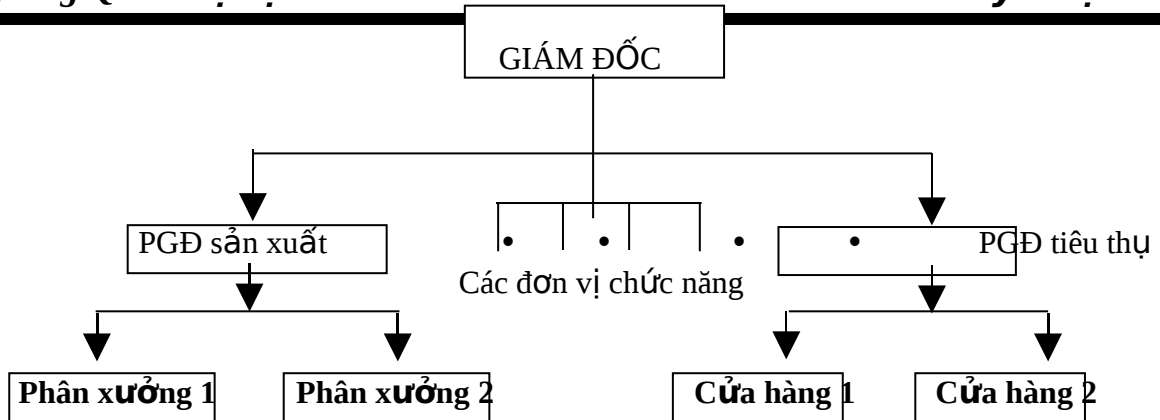 GIÁM ĐỐC
PGĐ sản xuất • • • • PGĐ tiêu thụ
Các đơn vị chức năng
Phân xưởng 1 Phân xưởng 2 Cửa hàng 1 Cửa hàng 2